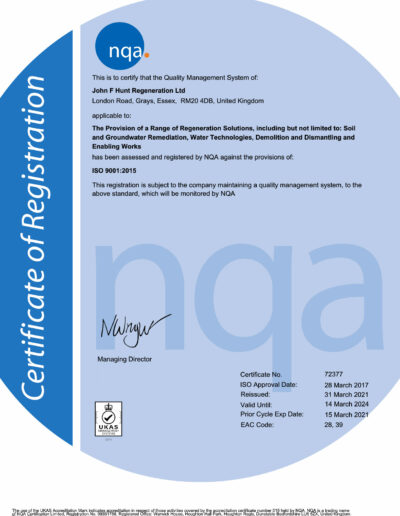 nqa.
This is to certify that the Quality Management System of:
John F Hunt Regeneration Ltd
London Road, Grays, Essex, RM20 4DB, United Kingdom
applicable to:
The Provision of a Range of Regeneration Solutions, including but not limited to: Soil
and Groundwater Remediation, Water Technologies, Demolition and Dismantling and
Enabling Works
has been assessed and registered by NQA against the provisions of:
ISO 9001:2015
This registration is subject to the company maintaining a quality management system, to the
above standard, which will be monitored by NQA
Certificate of Registration
nqa
Managing Director
Certificate No. 72377
ISO Approval Date: 28 March 2017
Reissued: 31 March 2021
Valid Until: 14 March 2024
Prior Cycle Exp Date: 15 March 2021
EAC Code: 28, 39
UKAS
MANAGEMENT
SYSTEMS
The use of the UKAS Accreditation Mark indicates accreditation in respect of those activities covered by the accreditation certificate number 015 held by NQA. NQA is a trading name
of NQA Certification Limited, Registration No. 09351758. Registered Office: Warwick House, Houghton Hall Park, Houghton Regis, Dunstable Bedfordshire LU5 5ZX, United Kingdom.